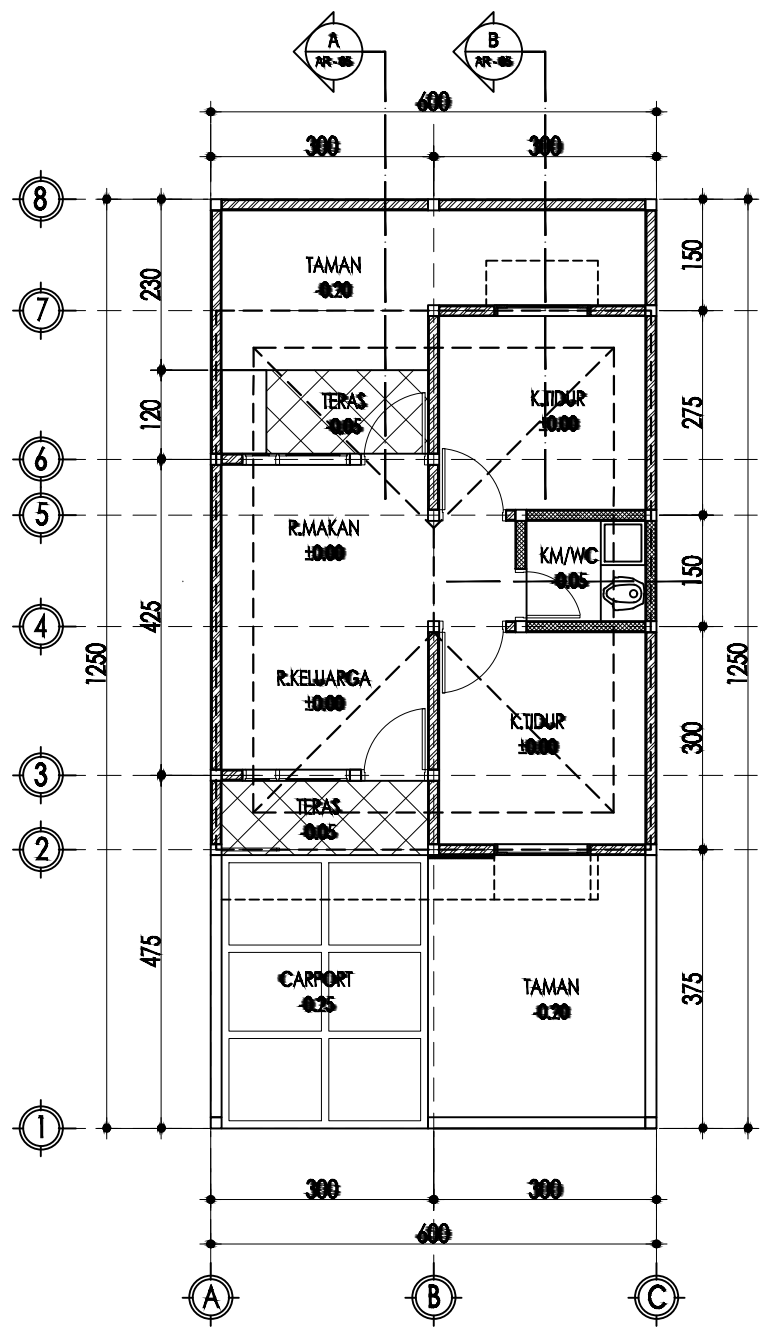 A
AR-05
B
AR-05
600
300
300
8
TAMAN
-0.20
150
230
7
TERAS
-0.05
K.TIDUR
±0.00
275
120
6
5
R.MAKAN
±0.00
KM/WC
-0.05
150
425
4
1250
1250
R.KELUARGA
±0.00
K.TIDUR
±0.00
300
3
TERAS
-0.05
2
475
CARPORT
-0.25
TAMAN
-0.20
375
1
300
300
600
A
B
C